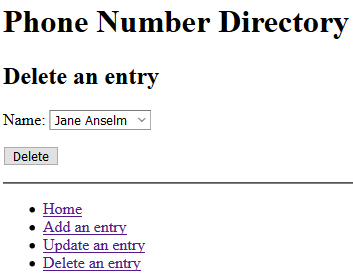 Phone Number Directory
Delete an entry
Name: Jane Anselm
Delete
Home
Add an entry
Update an entry
Delete an entry